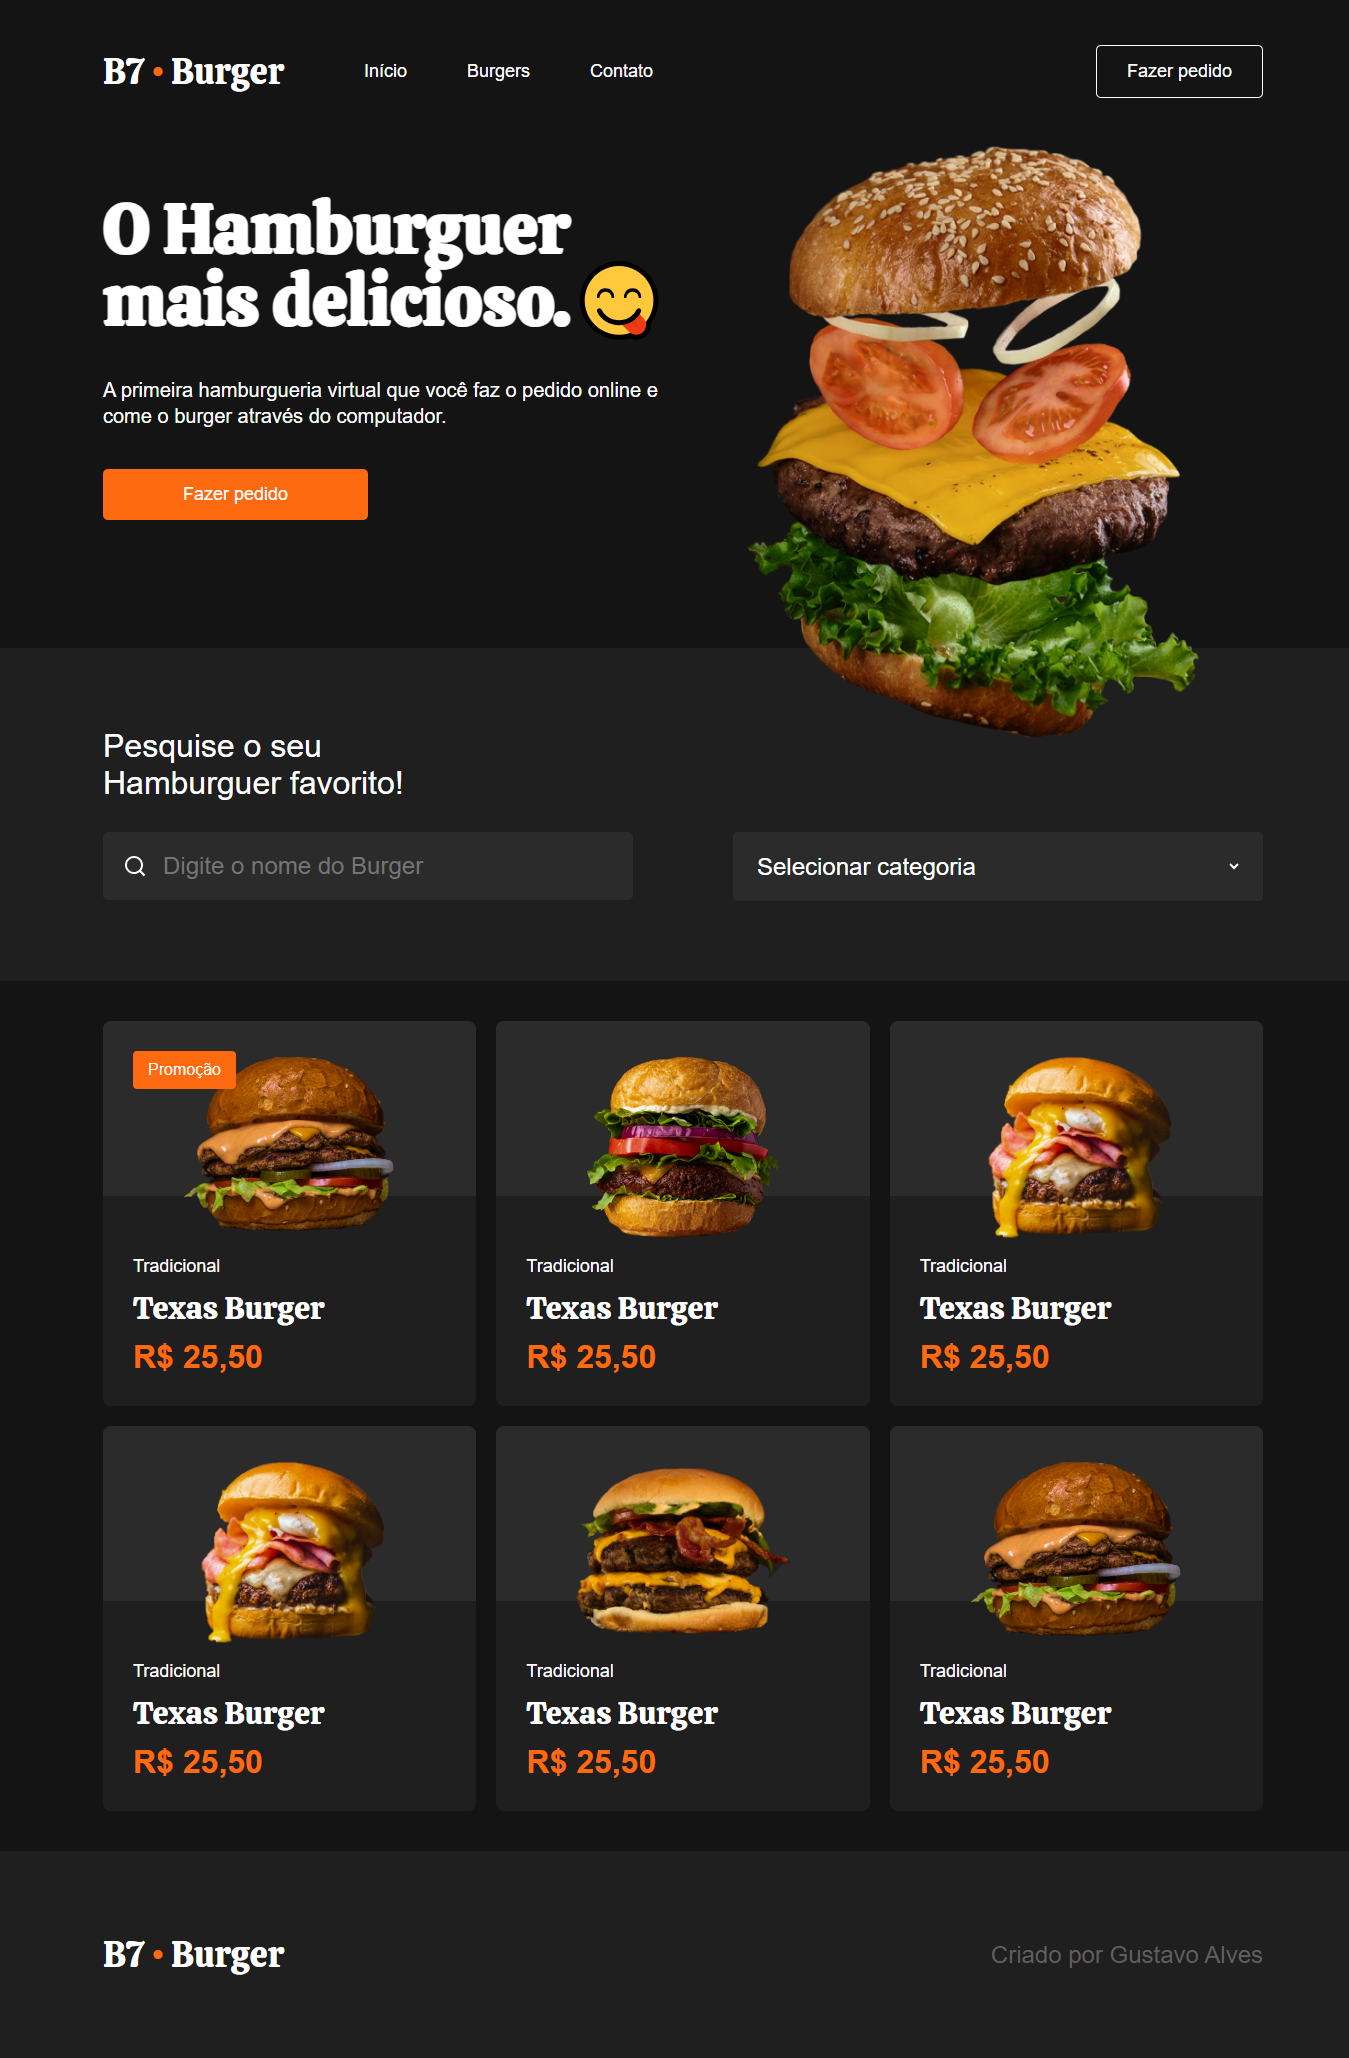 B7 • Burger
Início
Burgers
Contato
Fazer pedido
O Hamburguer
mais delicioso.
A primeira hamburgueria virtual que você faz o pedido online e
come o burger através do computador.
Fazer pedido
Pesquise o seu
Hamburguer favorito!
Digite o nome do Burger
Selecionar categoria
Promoção
Tradicional
Texas Burger
R$ 25,50
Tradicional
Texas Burger
R$ 25,50
Tradicional
Texas Burger
R$ 25,50
Tradicional
Texas Burger
R$ 25,50
Tradicional
Texas Burger
R$ 25,50
Tradicional
Texas Burger
R$ 25,50
B7 • Burger
Criado por Gustavo Alves